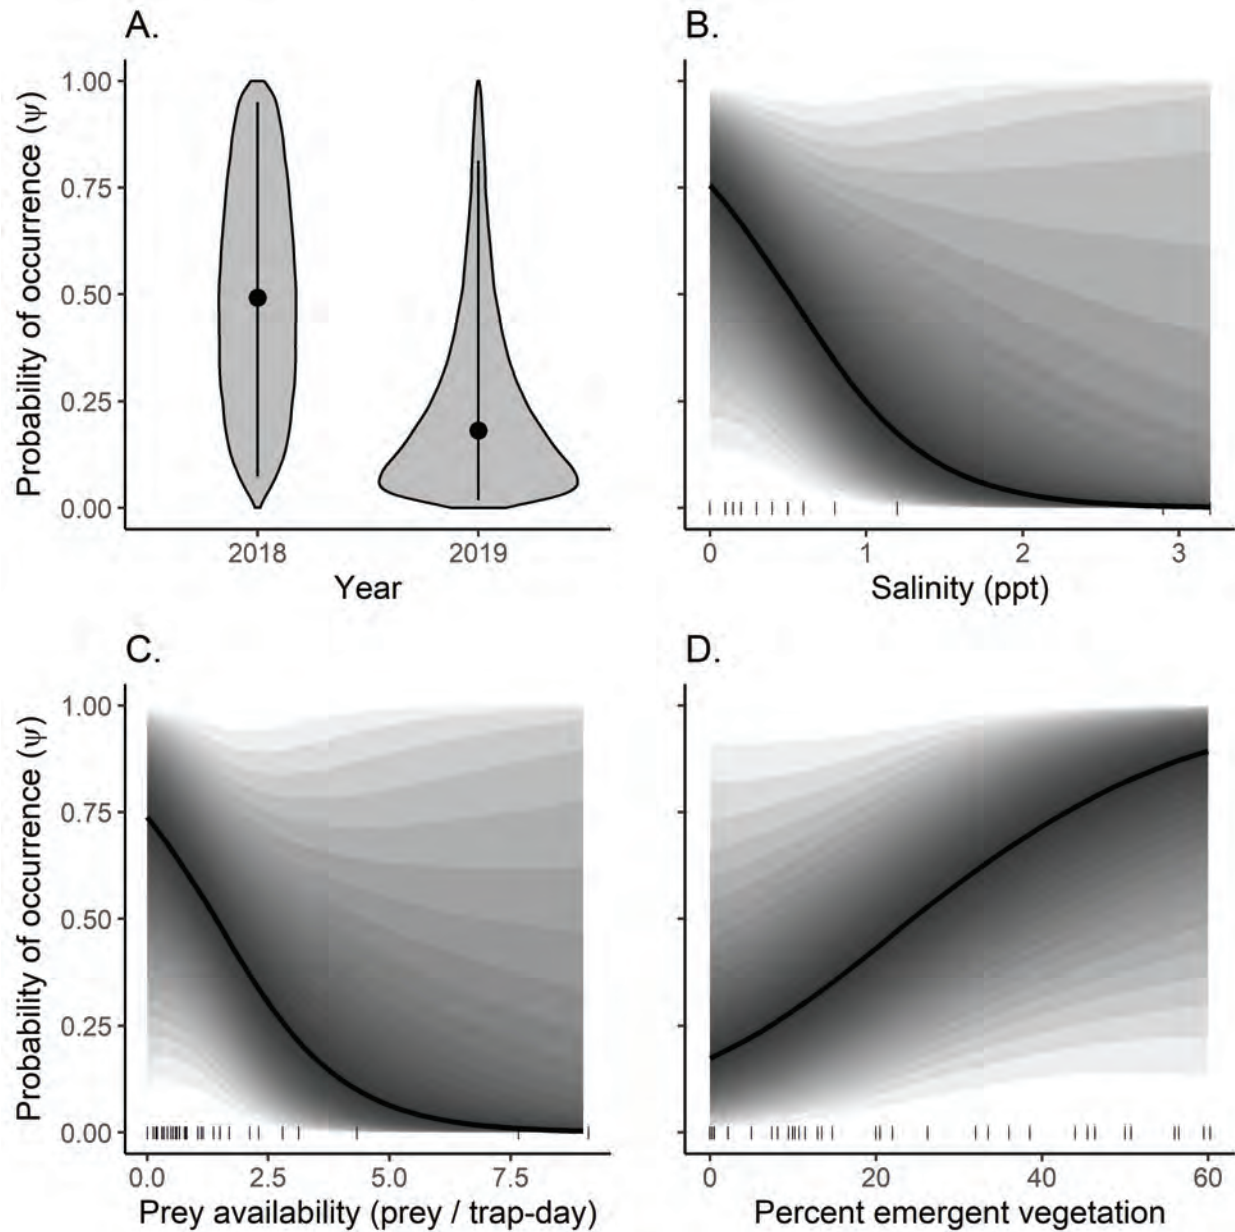 A.
Probability of occurrence (ψ)
1.00
0.75
0.50
0.25
0.00
2018
2019
Year
B.
0
1
2
3
Salinity (ppt)
C.
Probability of occurrence (ψ)
1.00
0.75
0.50
0.25
0.00
0.0
2.5
5.0
7.5
Prey availability (prey / trap-day)
D.
0
20
40
60
Percent emergent vegetation